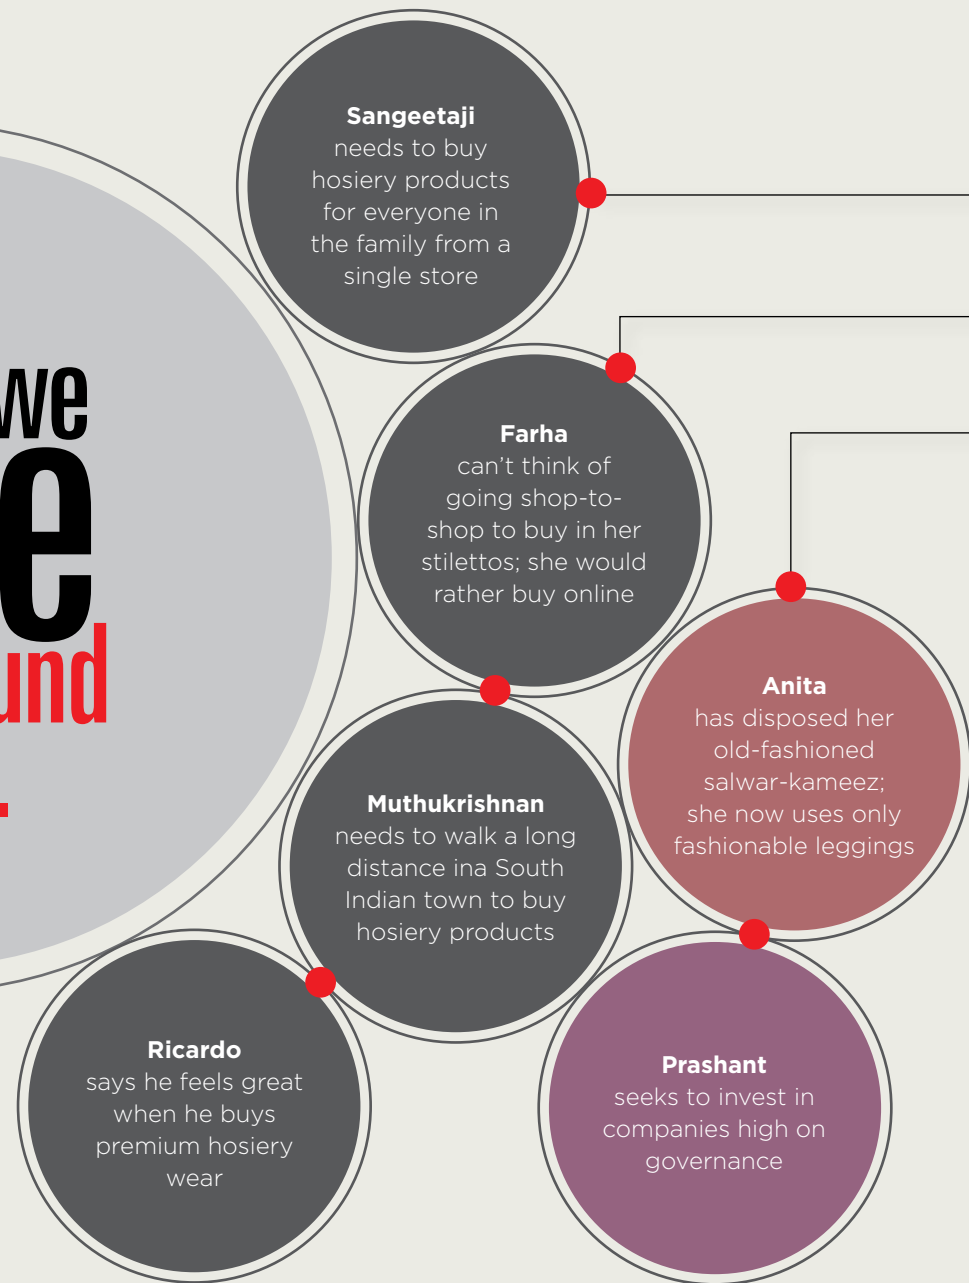 Sangeetaji
needs to buy
hosiery products
for everyone in
the family from a
single store
we
e
und
Farha
can't think of
going shop-to-
shop to buy in her
stilettos; she would
rather buy online
Anita
has disposed her
old-fashioned
salwar-kameez;
she now uses only
fashionable leggings
Muthukrishnan
needs to walk a long
distance ina South
Indian town to buy
hosiery products
Ricardo
says he feels great
when he buys
premium hosiery
wear
Prashant
seeks to invest in
companies high on
governance